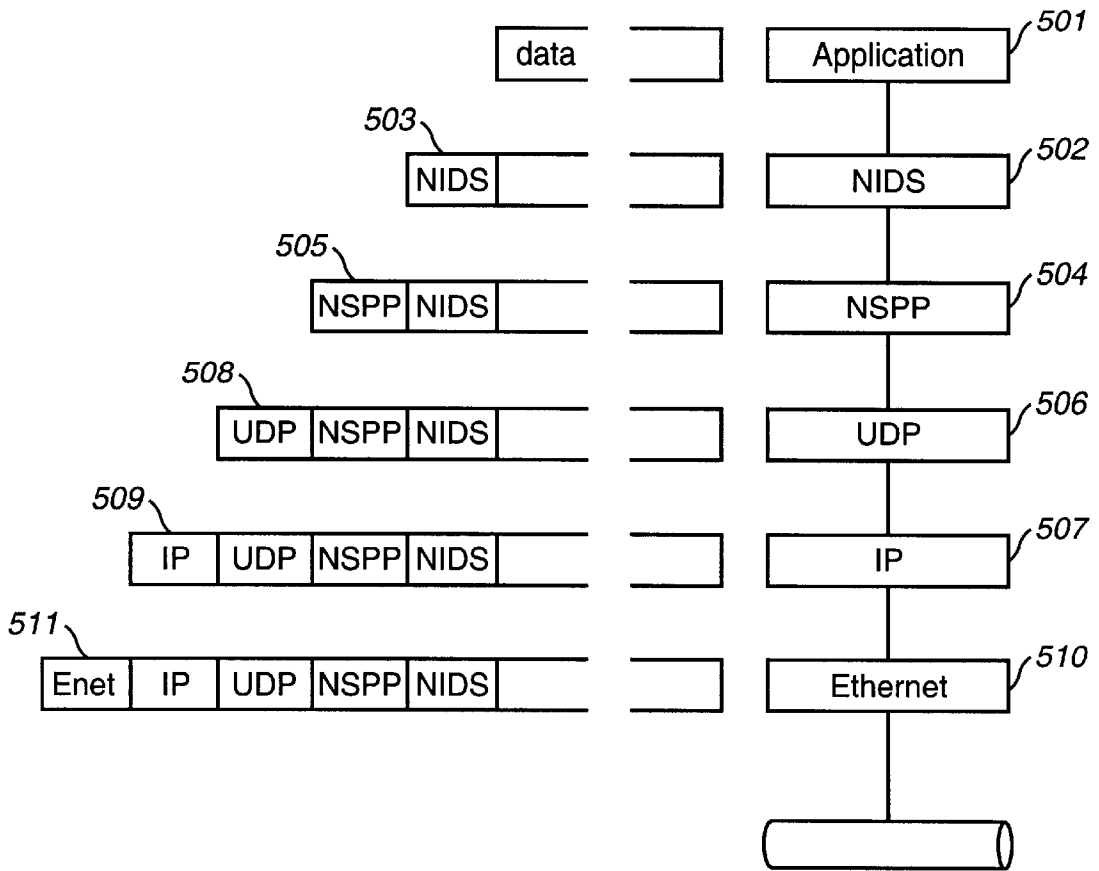 501
data Application
503 502
NIDS NIDS
505 504
NSPP NIDS NSPP
508 506
UDP NSPP NIDS UDP
509 507
IP UDP NSPP NIDS IP
511 510
Enet IP UDP NSPP NIDS Ethernet